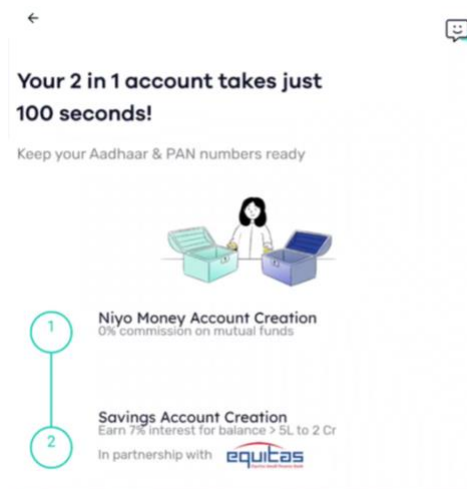 Your 2 in 1 account takes just
100 seconds!
Keep your Aadhaar & PAN numbers ready
1
Niyo Money Account Creation
0% commission on mutual funds
2
Savings Account Creation
Earn 7% interest for balance > 5L to 2 Cr
In partnership with equitas